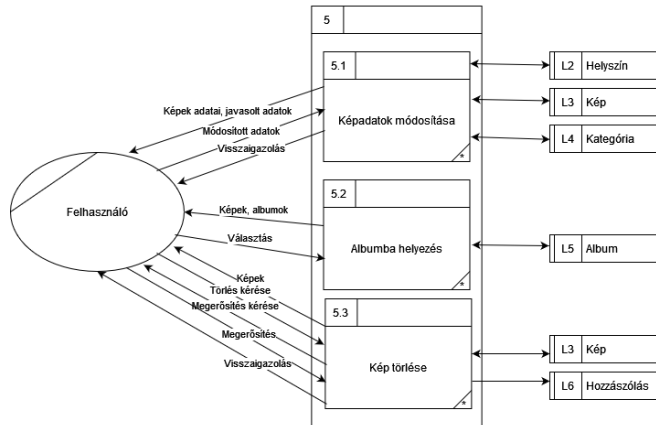 5
5.1
Képek adatai, javasolt adatok
Módosított adatok
Visszaigazolás
Képadatok módosítása
*
L2 Helyszín
L3 Kép
L4 Kategória
Felhasználó
5.2
Képek, albumok
Választás
Albumba helyezés
*
L5 Album
Képek
Törlés kérése
Megerősítés kérése
Megerősítés
Visszaigazolás
5.3
Kép törlése
*
L3 Kép
L6 Hozzászólás